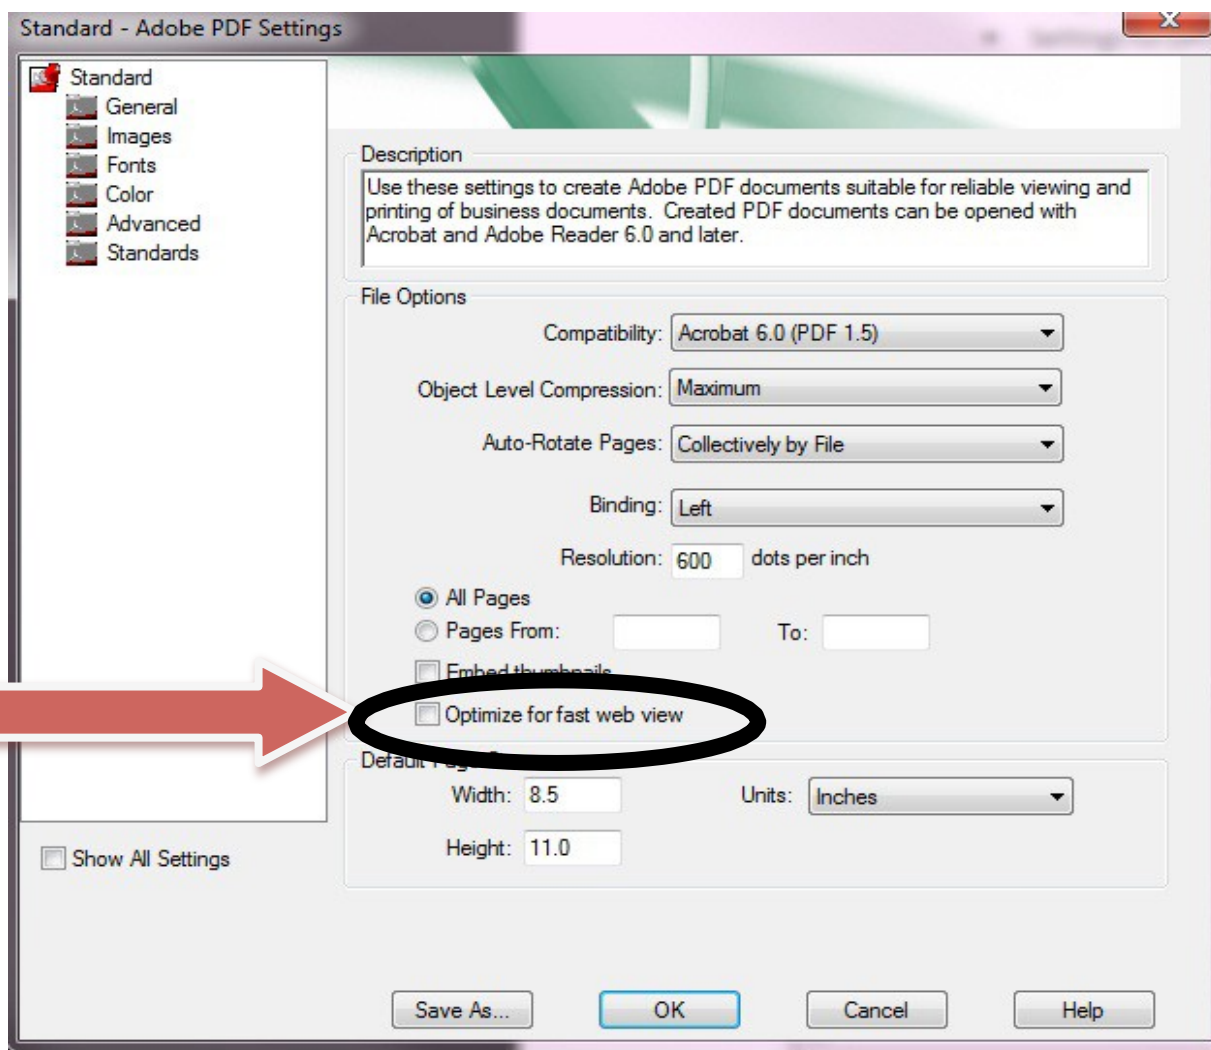 Standard - Adobe PDF Settings
Standard
General
Images
Fonts
Color
Advanced
Standards
Show All Settings
Description
Use these settings to create Adobe PDF documents suitable for reliable viewing and
printing of business documents. Created PDF documents can be opened with
Acrobat and Adobe Reader 6.0 and later.
File Options
Compatibility: Acrobat 6.0 (PDF 1.5)
Object Level Compression: Maximum
Auto-Rotate Pages: Collectively by File
Binding: Left
Resolution: 600 dots per inch
All Pages
Pages From: To:
Embed thumbnails
Optimize for fast web view
Default Page
Width: 8.5 Units: Inches
Height: 11.0
Save As... OK Cancel Help